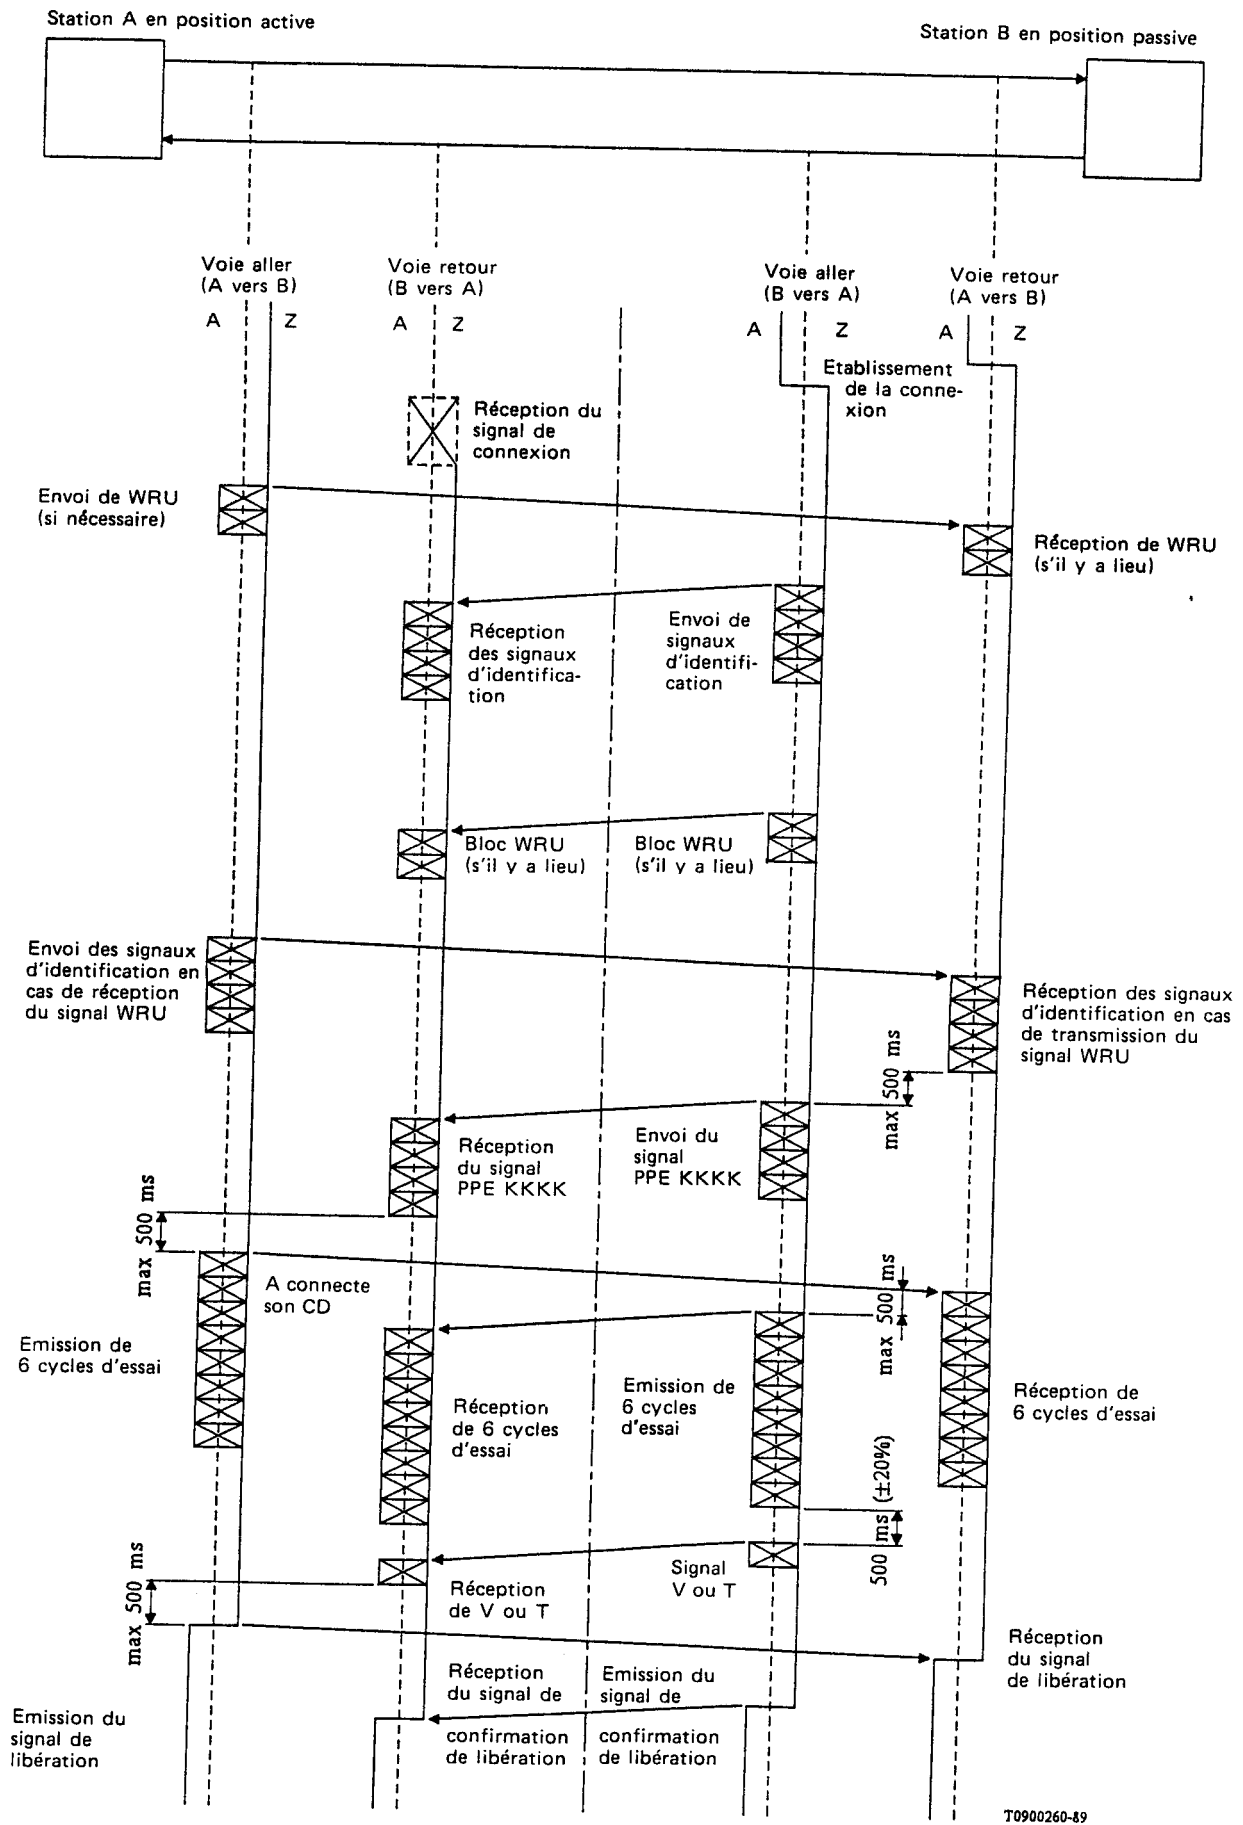 Station A en position active
Station B en position passive
Voie aller
(A vers B)
A Z
Voie retour
(B vers A)
A Z
Voie aller
(B vers A)
A Z
Voie retour
(A vers B)
A Z
Etablissement
de la conne-
xion
Réception du
signal de
connexion
Envoi de WRU
(si nécessaire)
Réception de WRU
(s'il y a lieu)
Réception
des signaux
d'identifica-
tion
Envoi de
signaux
d'identifi-
cation
Bloc WRU
(s'il y a lieu)
Bloc WRU
(s'il y a lieu)
Envoi des signaux
d'identification en
cas de réception
du signal WRU
Réception des signaux
d'identification en cas
de transmission du
signal WRU
max 500 ms
Réception
du signal
PPE KKKK
Envoi du
signal
PPE KKKK
max 500 ms
A connecte
son CD
max 500 ms
Emission de
6 cycles d'essai
Réception
de 6 cycles
d'essai
Emission de
6 cycles
d'essai
Réception de
6 cycles d'essai
500 ms (±20%)
Signal
V ou T
Réception
de V ou T
max 500 ms
Réception
du signal
de libération
Emission du
signal de
libération
Réception
du signal de
confirmation
de libération
Emission du
signal de
confirmation
de libération
T0900260-89